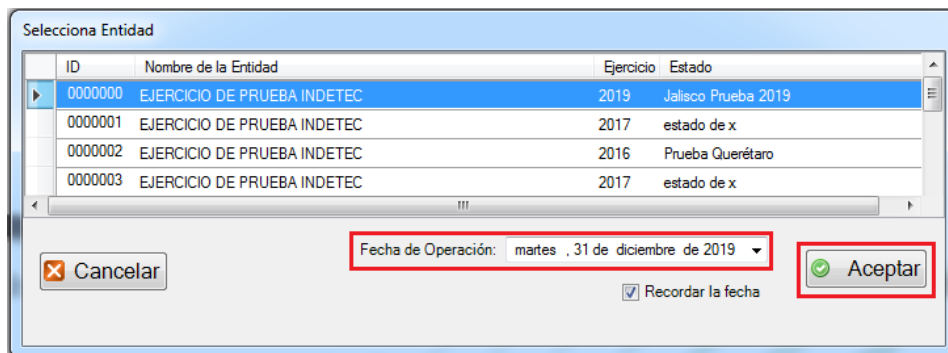 Selecciona Entidad
ID Nombre de la Entidad Ejercicio Estado
0000000 EJERCICIO DE PRUEBA INDETEC 2019 Jalisco Prueba 2019
0000001 EJERCICIO DE PRUEBA INDETEC 2017 estado de x
0000002 EJERCICIO DE PRUEBA INDETEC 2016 Prueba Querétaro
0000003 EJERCICIO DE PRUEBA INDETEC 2017 estado de x
Fecha de Operación: martes , 31 de diciembre de 2019
Cancelar
Aceptar
Recordar la fecha